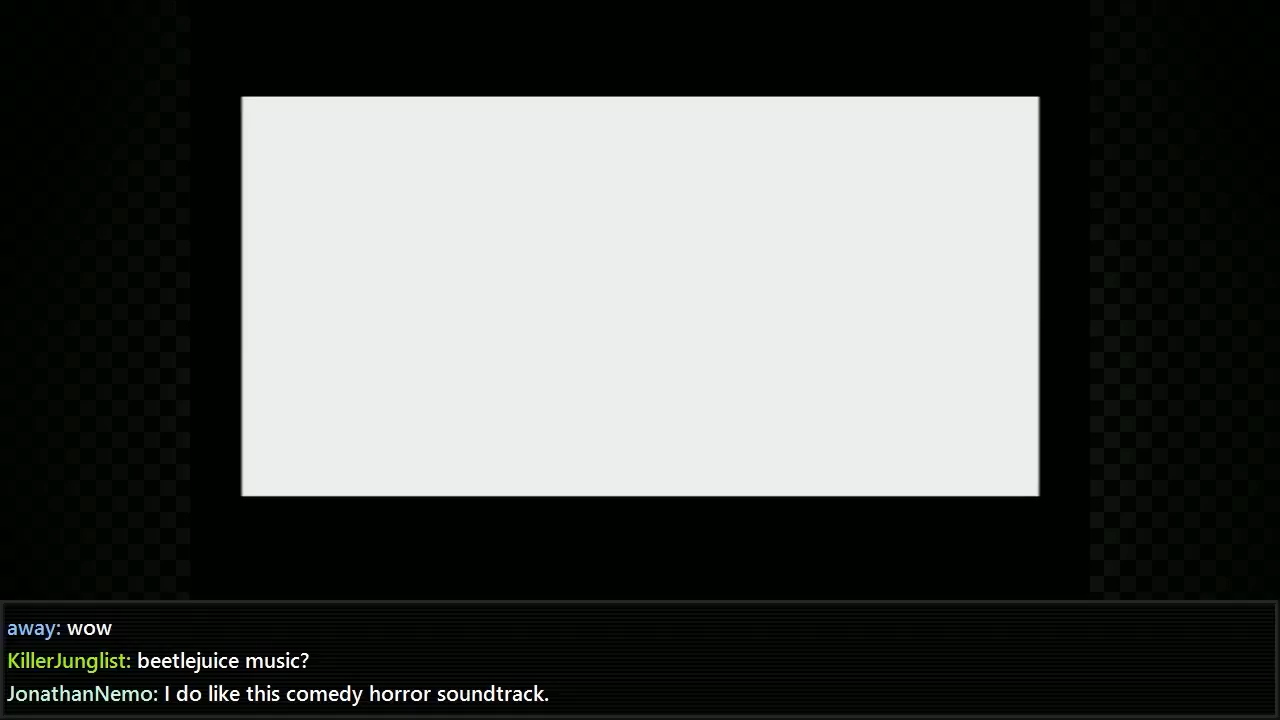 away: wow
KillerJunglist: beetlejuice music?
JonathanNemo: I do like this comedy horror soundtrack.